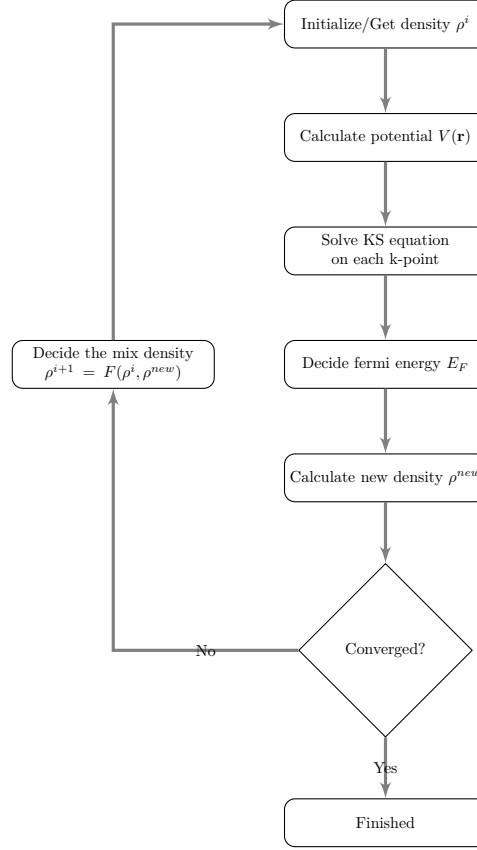 Initialize/Get density ρ^i
Calculate potential V(r)
Solve KS equation
on each k-point
Decide the mix density
ρ^{i+1} = F(ρ^i, ρ^{new})
Decide fermi energy E_F
Calculate new density ρ^{new}
Converged?
No
Yes
Finished